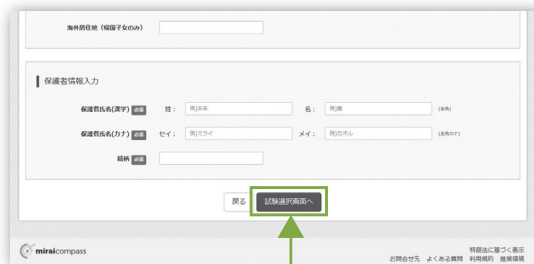 海外居住地（帰国子女のみ）
保護者情報入力
保護者氏名(漢字) 必須 姓： 例)未来 名： 例)薫 (全角)
保護者氏名(カナ) 必須 セイ： 例)ミライ メイ： 例)カオル (全角カナ)
続柄 必須
戻る 試験選択画面へ
miraicompass
特商法に基づく表示
お問合せ先 よくある質問 利用規約 推奨環境